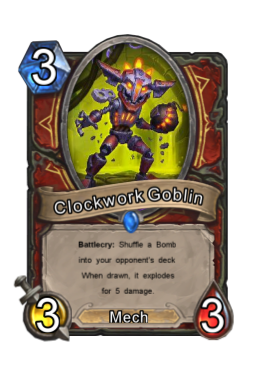 3
Clockwork Goblin
Battlecry: Shuffle a Bomb
into your opponent's deck
When drawn, it explodes
for 5 damage.
3
Mech
3